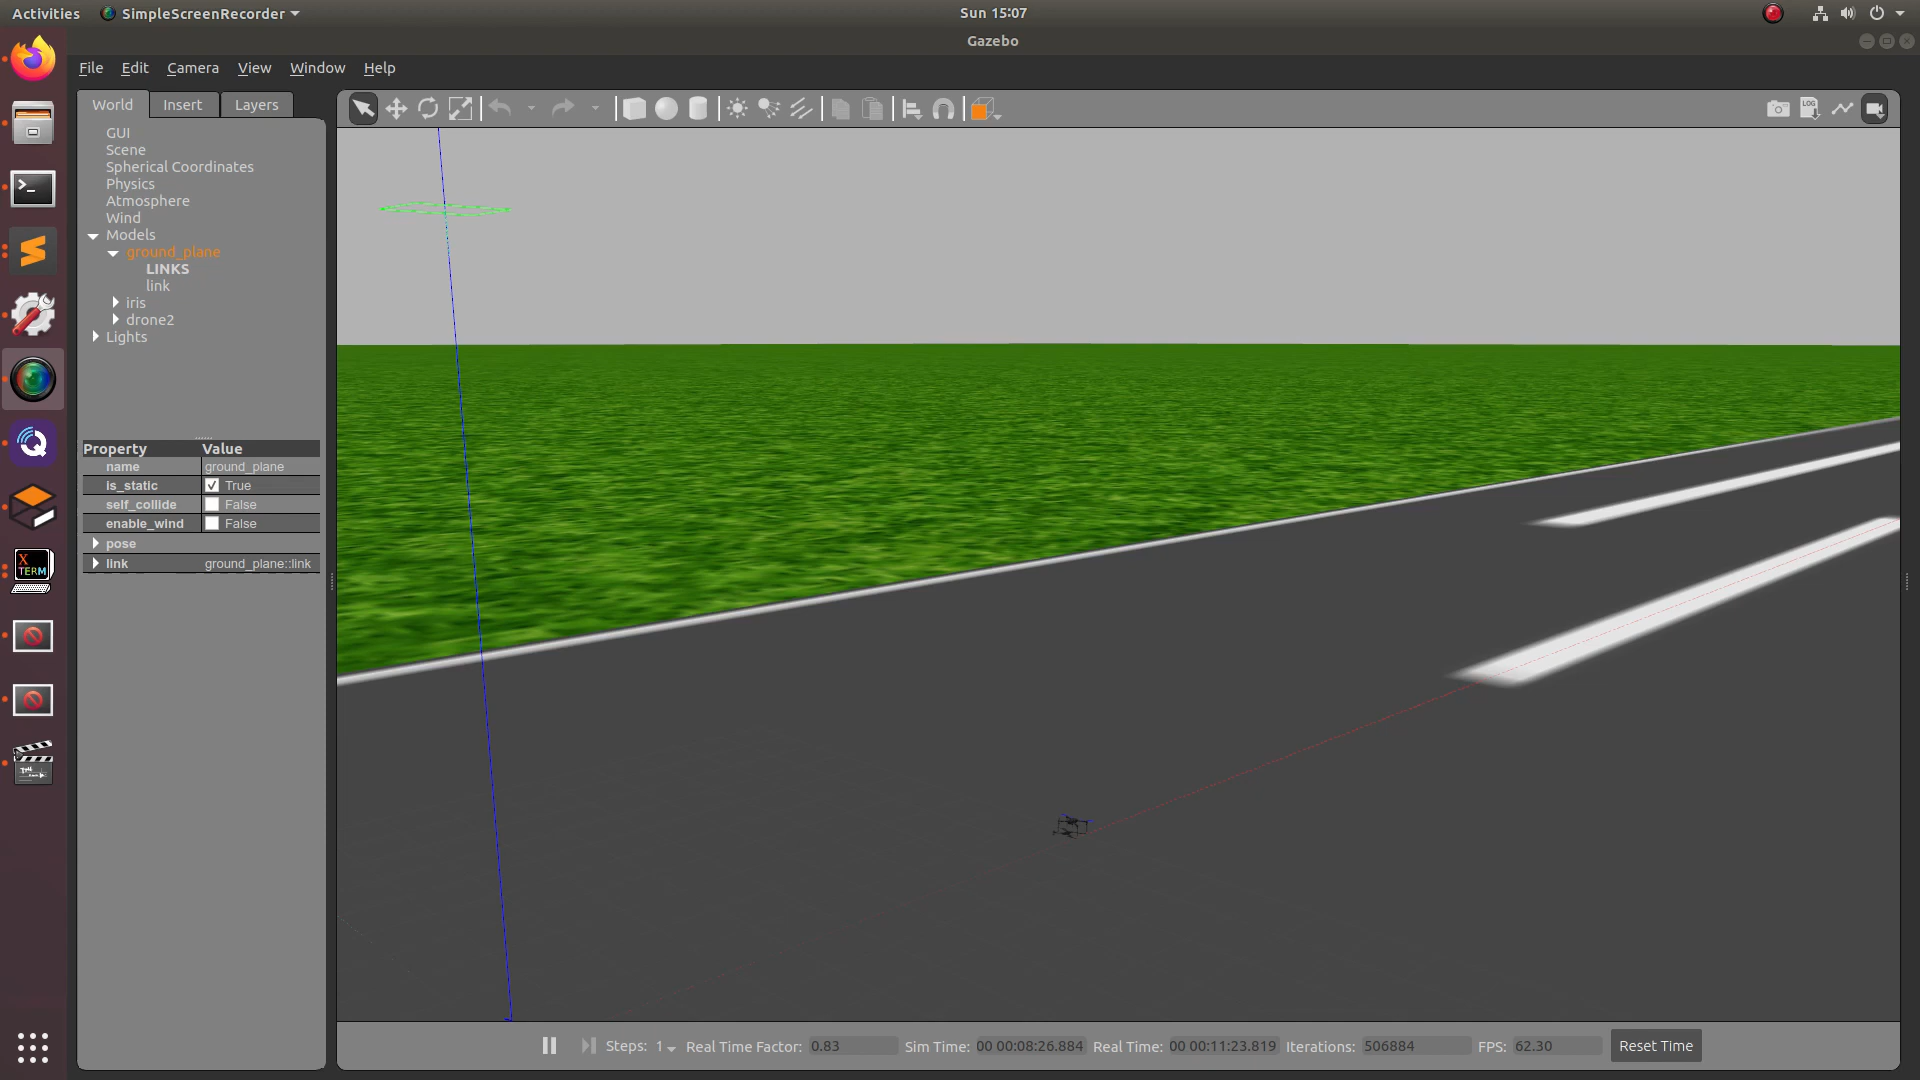 Activities SimpleScreenRecorder Sun 15:07
Gazebo
File Edit Camera View Window Help
World Insert Layers
GUI
Scene
Spherical Coordinates
Physics
Atmosphere
Wind
Models
ground_plane
LINKS
link
iris
drone2
Lights
Property Value
name ground_plane
is_static True
self_collide False
enable_wind False
pose
link ground_plane::link
LOG
X
TERM
Steps: 1 Real Time Factor: 0.83 Sim Time: 00 00:08:26.884 Real Time: 00 00:11:23.819 Iterations: 506884 FPS: 62.30 Reset Time